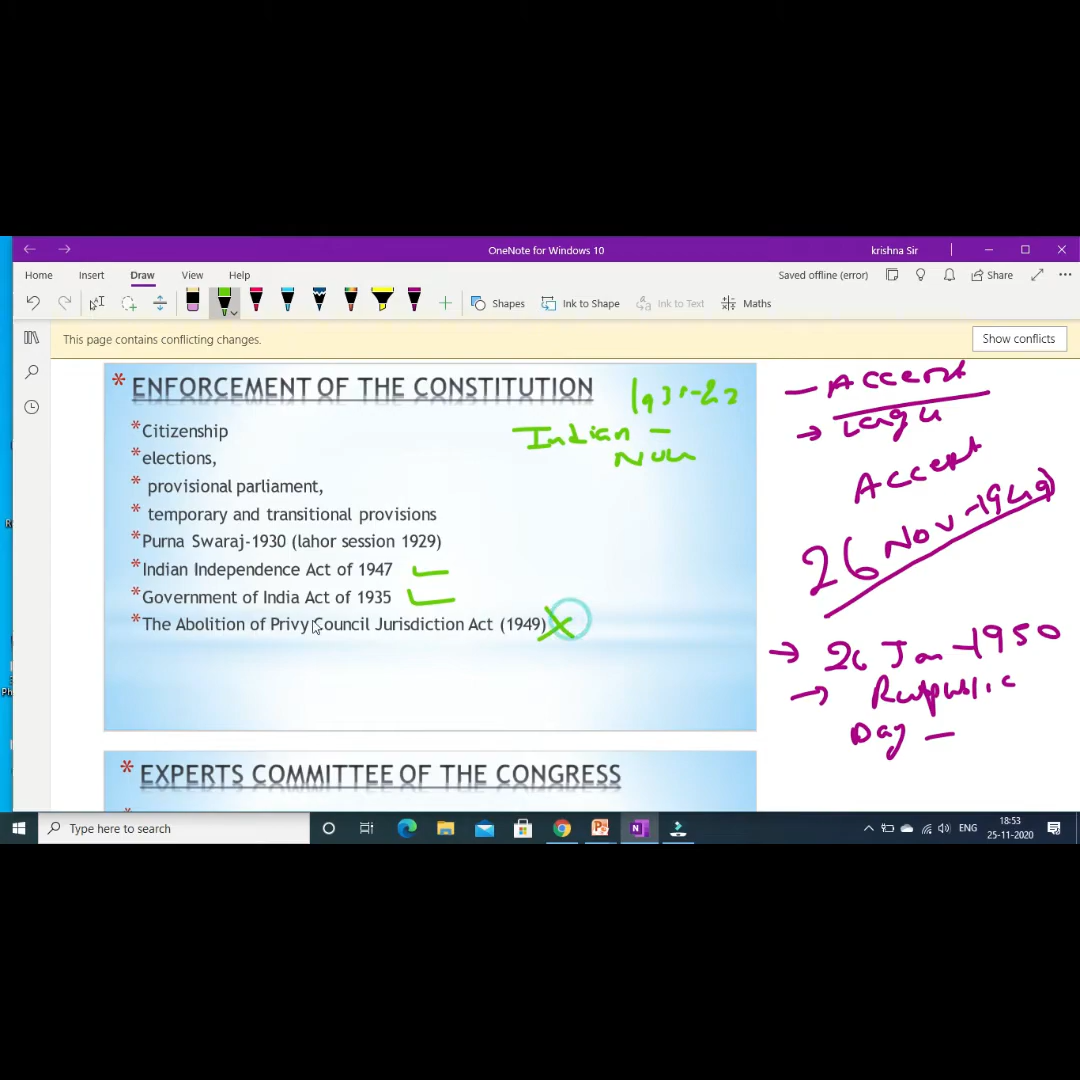 OneNote for Windows 10
krishna Sir
Home Insert Draw View Help
Saved offline (error)
Share
Shapes
Ink to Shape
Ink to Text
Maths
This page contains conflicting changes.
Show conflicts
* ENFORCEMENT OF THE CONSTITUTION
* Citizenship
* elections,
* provisional parliament,
* temporary and transitional provisions
* Purna Swaraj-1930 (lahor session 1929)
* Indian Independence Act of 1947
* Government of India Act of 1935
* The Abolition of Privy Council Jurisdiction Act (1949)
Indian -
- Accept
Accept
26 Nov-1949)
→ 26 Jan-1950
→
Day -
* EXPERTS COMMITTEE OF THE CONGRESS
Type here to search
ENG
18:53
25-11-2020